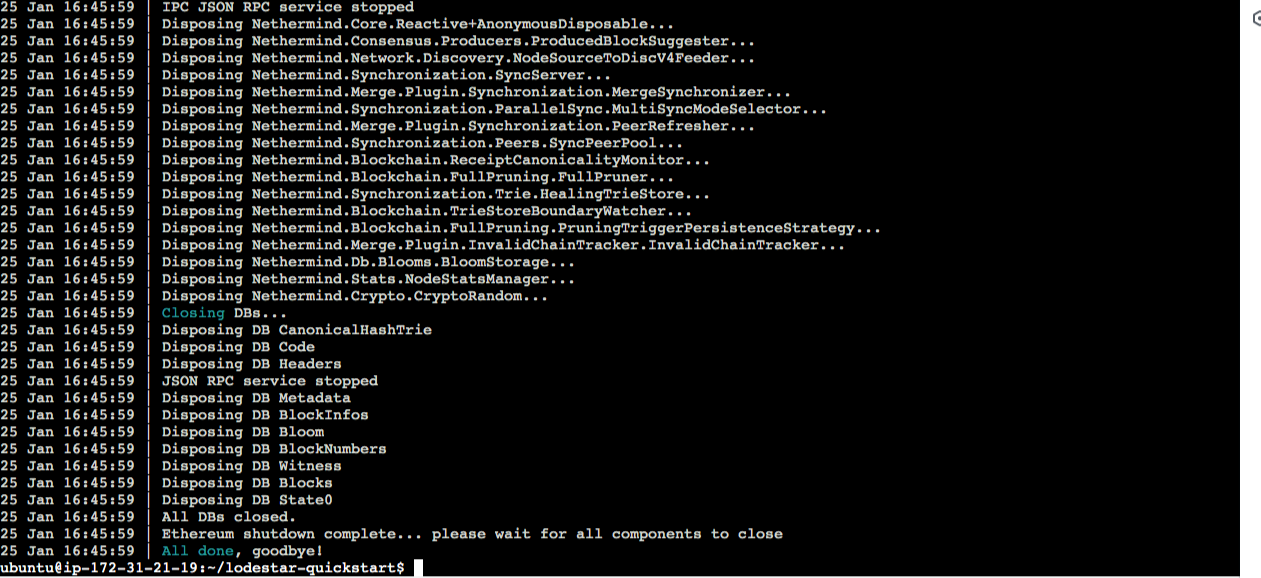 25 Jan 16:45:59 | IPC JSON RPC service stopped
25 Jan 16:45:59 | Disposing Nethermind.Core.Reactive+AnonymousDisposable...
25 Jan 16:45:59 | Disposing Nethermind.Consensus.Producers.ProducedBlockSuggester...
25 Jan 16:45:59 | Disposing Nethermind.Network.Discovery.NodeSourceToDiscV4Feeder...
25 Jan 16:45:59 | Disposing Nethermind.Synchronization.SyncServer...
25 Jan 16:45:59 | Disposing Nethermind.Merge.Plugin.Synchronization.MergeSynchronizer...
25 Jan 16:45:59 | Disposing Nethermind.Synchronization.ParallelSync.MultiSyncModeSelector...
25 Jan 16:45:59 | Disposing Nethermind.Merge.Plugin.Synchronization.PeerRefresher...
25 Jan 16:45:59 | Disposing Nethermind.Synchronization.Peers.SyncPeerPool...
25 Jan 16:45:59 | Disposing Nethermind.Blockchain.ReceiptCanonicalityMonitor...
25 Jan 16:45:59 | Disposing Nethermind.Blockchain.FullPruning.FullPruner...
25 Jan 16:45:59 | Disposing Nethermind.Synchronization.Trie.HealingTrieStore...
25 Jan 16:45:59 | Disposing Nethermind.Blockchain.TrieStoreBoundaryWatcher...
25 Jan 16:45:59 | Disposing Nethermind.Blockchain.FullPruning.PruningTriggerPersistenceStrategy...
25 Jan 16:45:59 | Disposing Nethermind.Merge.Plugin.InvalidChainTracker.InvalidChainTracker...
25 Jan 16:45:59 | Disposing Nethermind.Db.Blooms.BloomStorage...
25 Jan 16:45:59 | Disposing Nethermind.Stats.NodeStatsManager...
25 Jan 16:45:59 | Disposing Nethermind.Crypto.CryptoRandom...
25 Jan 16:45:59 | Closing DBs...
25 Jan 16:45:59 | Disposing DB CanonicalHashTrie
25 Jan 16:45:59 | Disposing DB Code
25 Jan 16:45:59 | Disposing DB Headers
25 Jan 16:45:59 | JSON RPC service stopped
25 Jan 16:45:59 | Disposing DB Metadata
25 Jan 16:45:59 | Disposing DB BlockInfos
25 Jan 16:45:59 | Disposing DB Bloom
25 Jan 16:45:59 | Disposing DB BlockNumbers
25 Jan 16:45:59 | Disposing DB Witness
25 Jan 16:45:59 | Disposing DB Blocks
25 Jan 16:45:59 | Disposing DB State0
25 Jan 16:45:59 | All DBs closed.
25 Jan 16:45:59 | Ethereum shutdown complete... please wait for all components to close
25 Jan 16:45:59 | All done, goodbye!
ubuntu@ip-172-31-21-19:~/lodestar-quickstart$